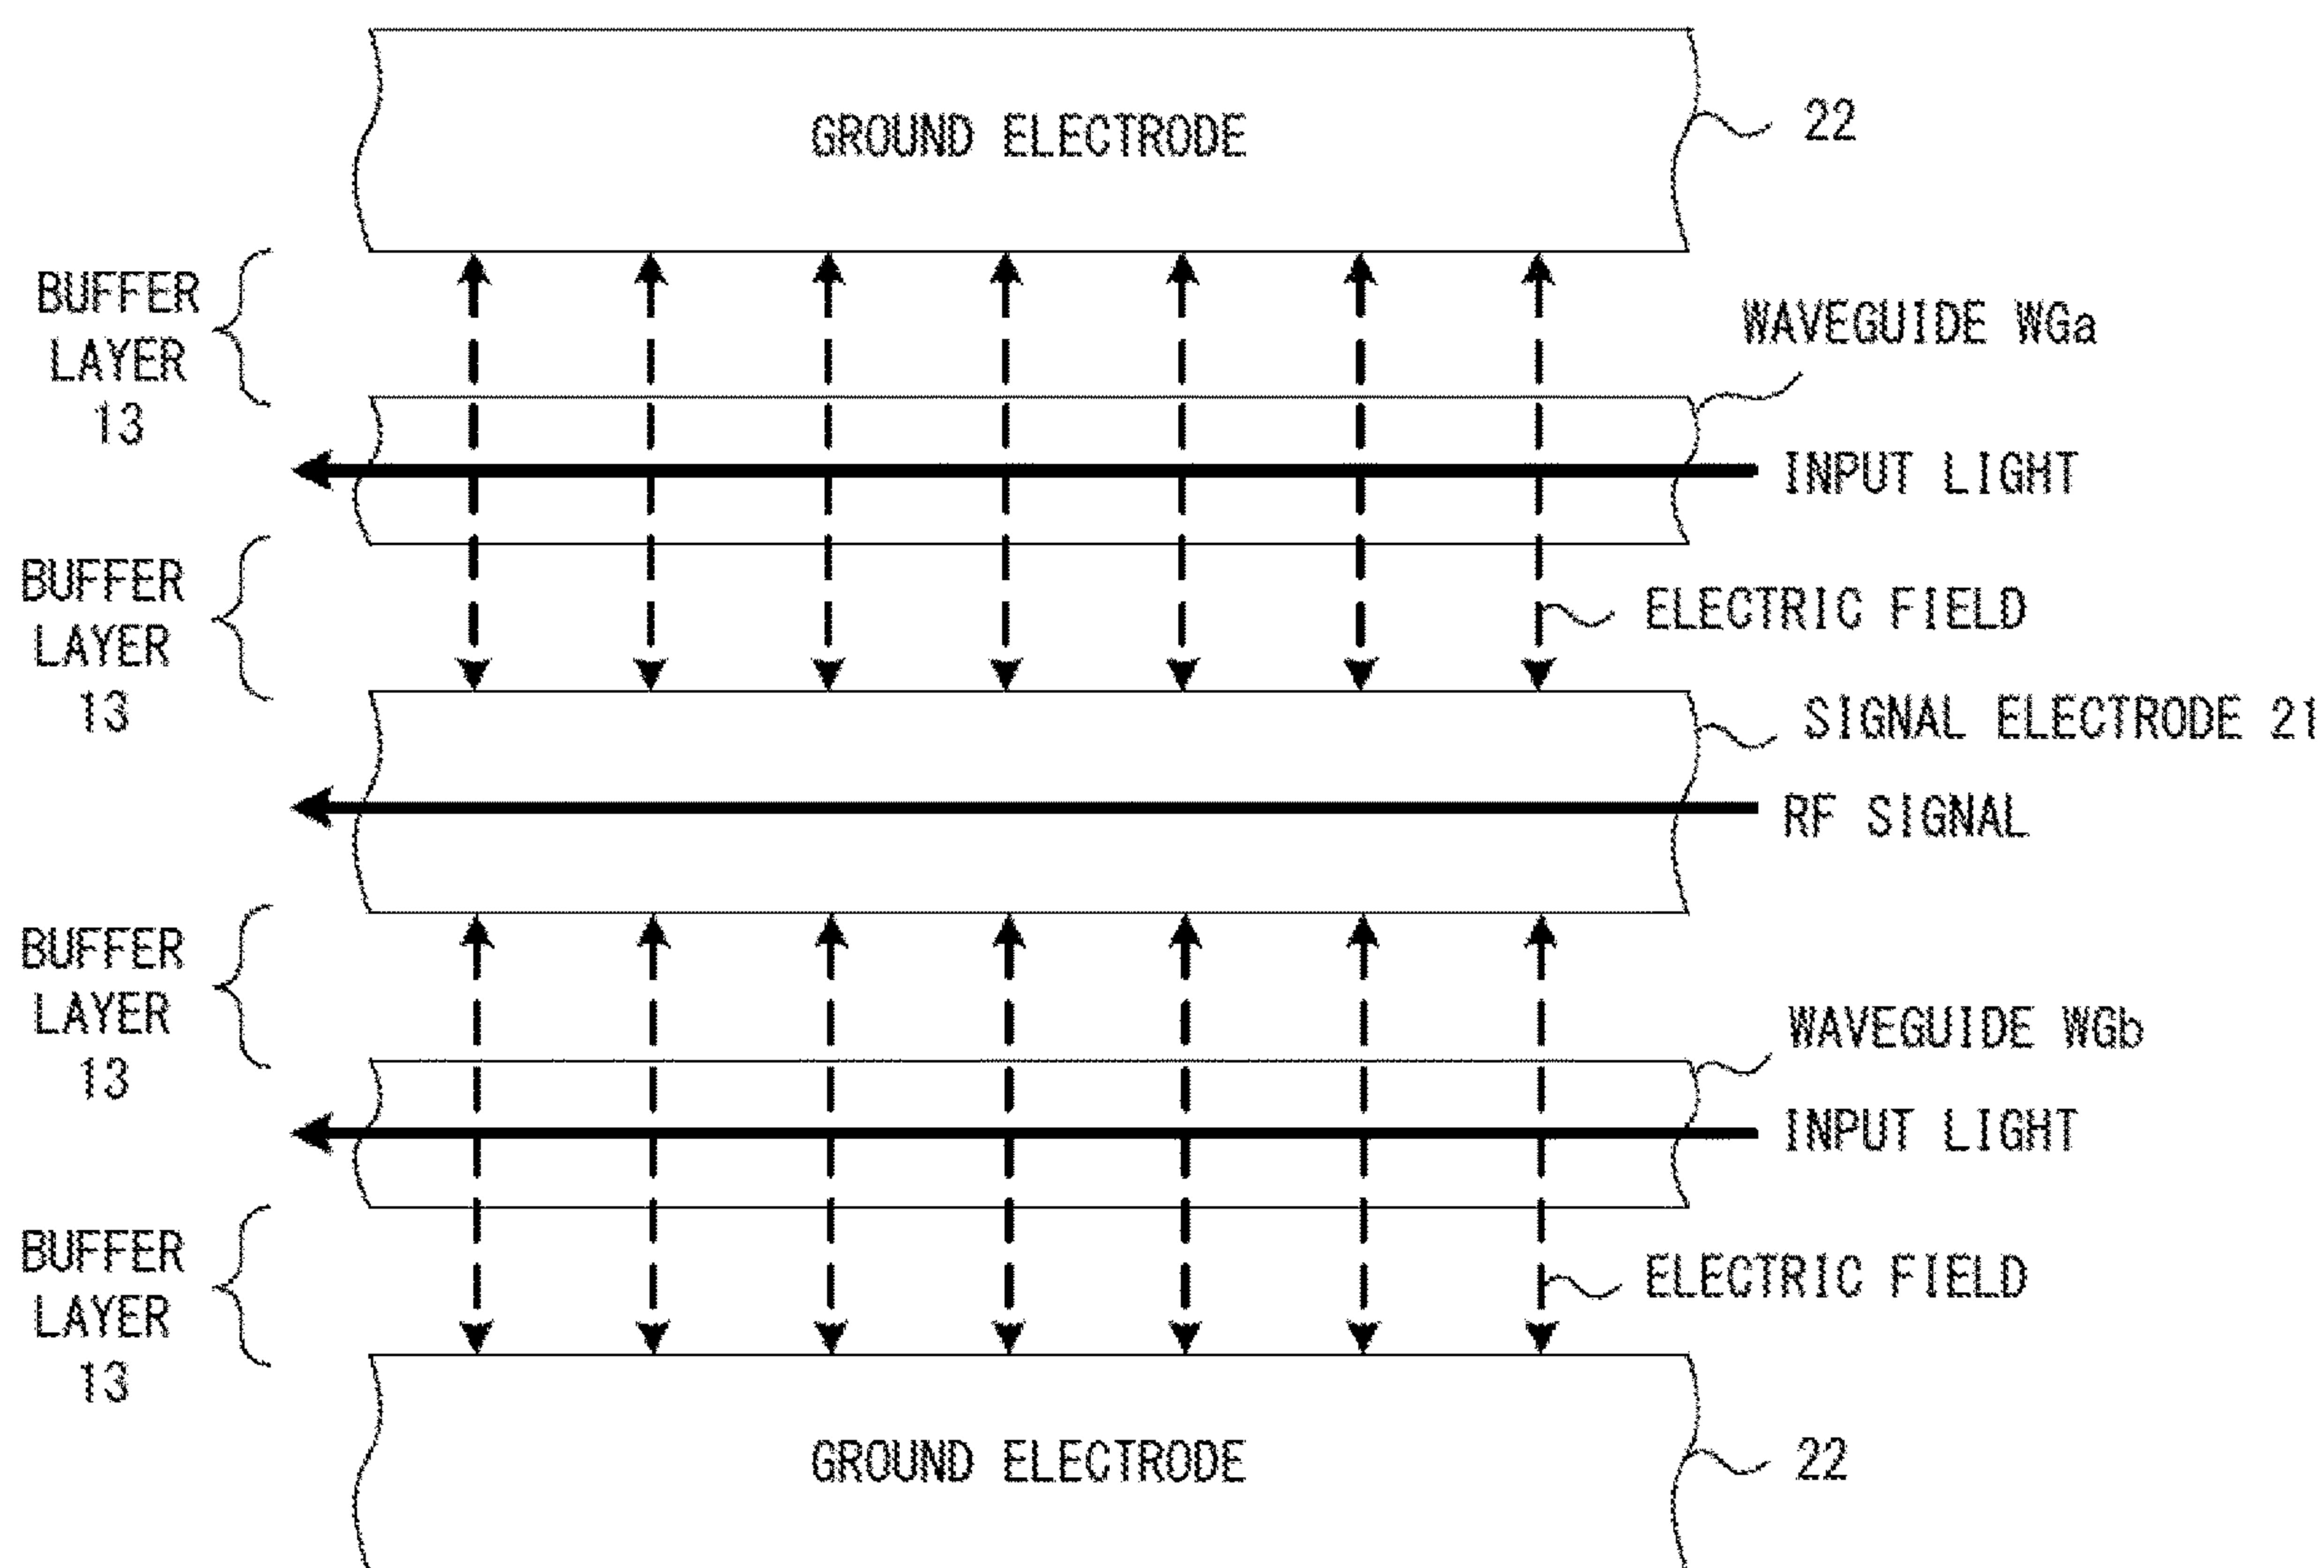 GROUND ELECTRODE
22
BUFFER
LAYER
13
WAVEGUIDE WGa
INPUT LIGHT
BUFFER
LAYER
13
ELECTRIC FIELD
SIGNAL ELECTRODE 21
RF SIGNAL
BUFFER
LAYER
13
WAVEGUIDE WGb
INPUT LIGHT
BUFFER
LAYER
13
ELECTRIC FIELD
GROUND ELECTRODE
22